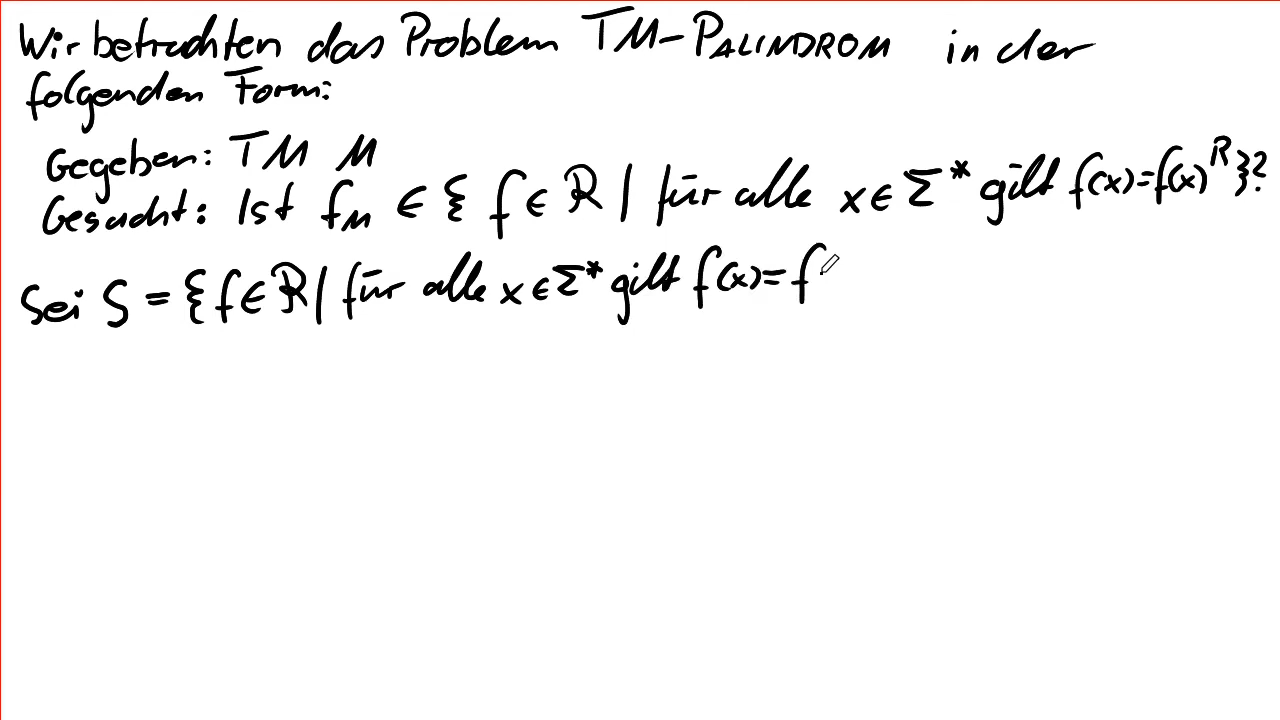 Wir betrachten das Problem TM-PALINDROM in der
folgenden Form:
Gegeben: TM M
Gesucht: Ist f_M ∈ { f ∈ R | für alle x ∈ Σ* gilt f(x)=f(x)^R }?
Sei S = { f ∈ R | für alle x ∈ Σ* gilt f(x)= f